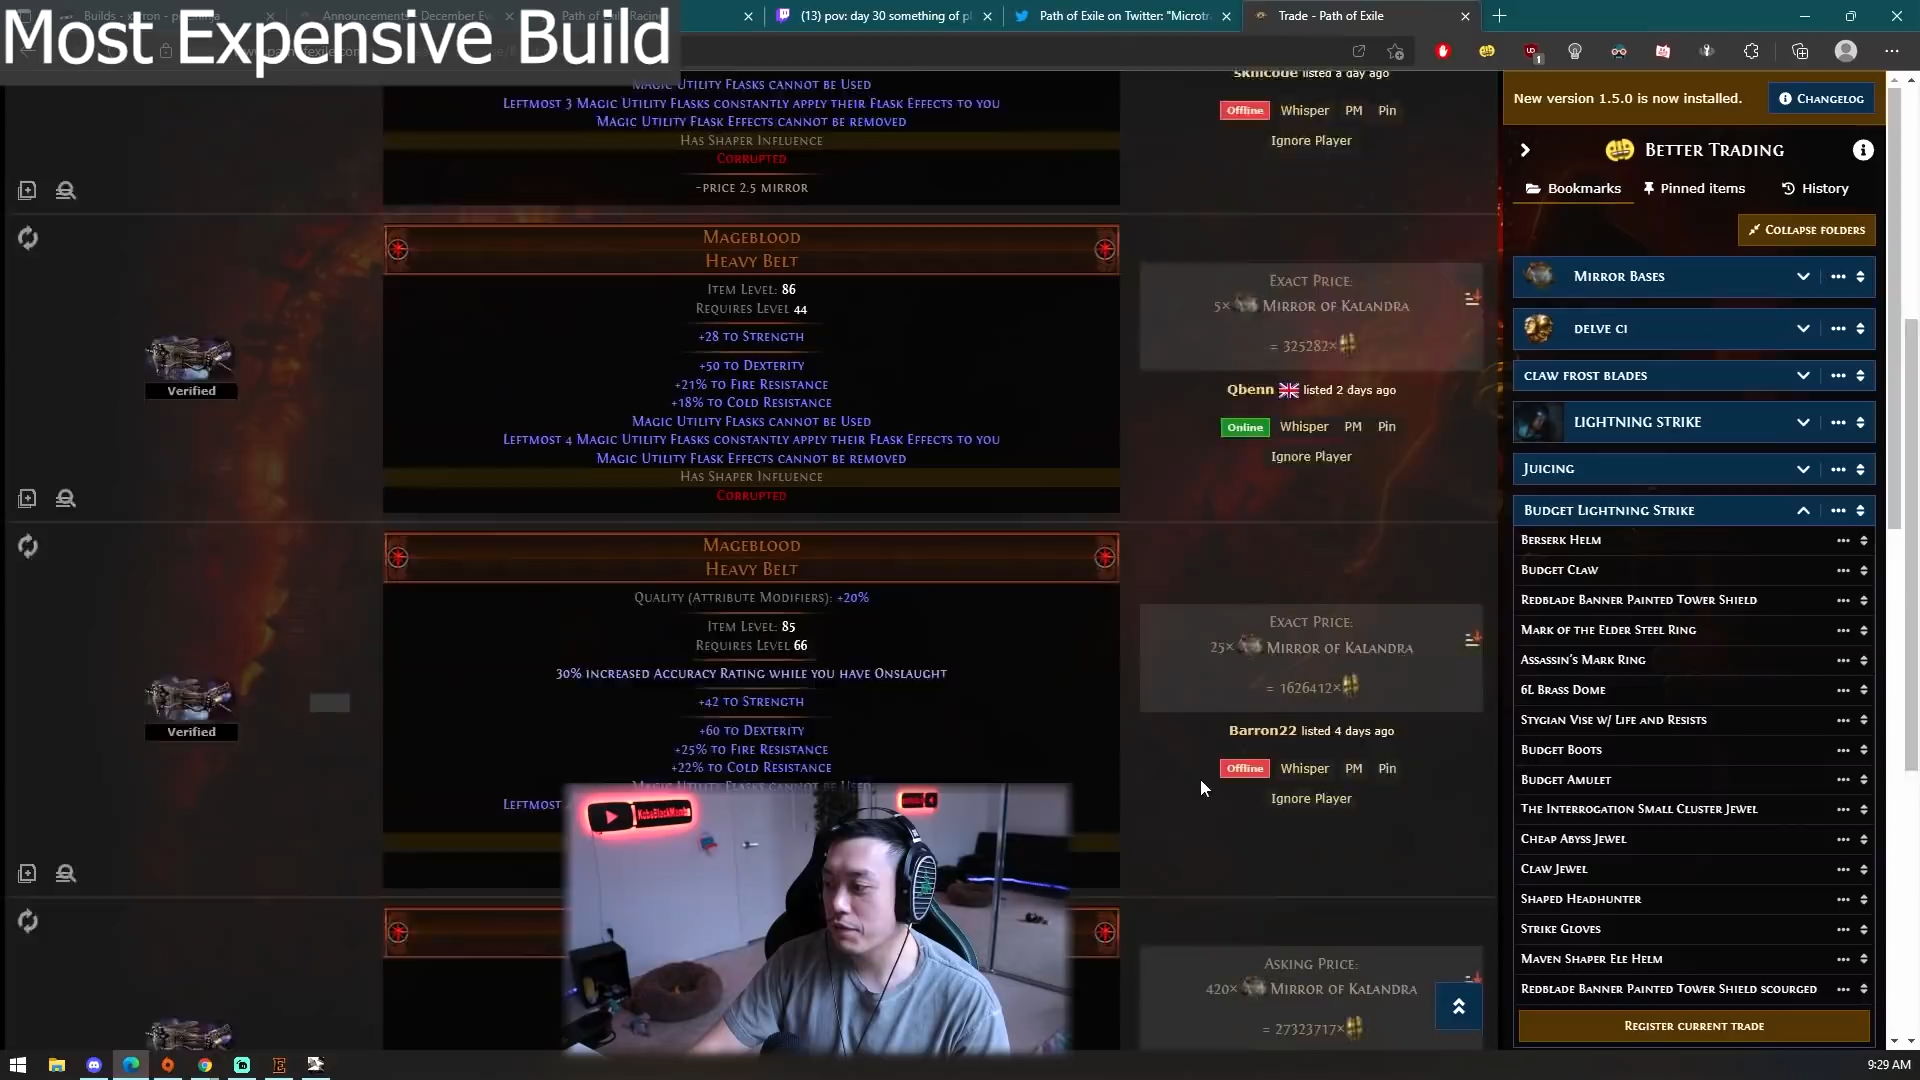 Most Expensive Build
(13) pov: day 30 something of p
Path of Exile on Twitter: "Microtra
Trade - Path of Exile
Magic Utility Flasks cannot be Used
Leftmost 3 Magic Utility Flasks constantly apply their Flask Effects to you
Magic Utility Flask Effects cannot be removed
Has Shaper Influence
Corrupted
~price 2.5 mirror
skillcode listed a day ago
Offline Whisper PM Pin
Ignore Player
Mageblood
Heavy Belt
Item Level: 86
Requires Level 44
+28 to Strength
+50 to Dexterity
+21% to Fire Resistance
+18% to Cold Resistance
Magic Utility Flasks cannot be Used
Leftmost 4 Magic Utility Flasks constantly apply their Flask Effects to you
Magic Utility Flask Effects cannot be removed
Has Shaper Influence
Corrupted
Verified
Exact Price:
5× Mirror of Kalandra
= 325282×
Qbenn listed 2 days ago
Online Whisper PM Pin
Ignore Player
Mageblood
Heavy Belt
Quality (Attribute Modifiers): +20%
Item Level: 85
Requires Level 66
30% increased Accuracy Rating while you have Onslaught
+42 to Strength
+60 to Dexterity
+25% to Fire Resistance
+22% to Cold Resistance
Magic Utility Flasks cannot be Used
Leftmost
Verified
Exact Price:
25× Mirror of Kalandra
= 1626412×
Barron22 listed 4 days ago
Offline Whisper PM Pin
Ignore Player
Asking Price:
420× Mirror of Kalandra
= 27323717×
New version 1.5.0 is now installed.
Changelog
Better Trading
Bookmarks Pinned items History
Collapse folders
Mirror Bases
delve ci
claw frost blades
LIGHTNING STRIKE
Juicing
Budget Lightning Strike
Berserk Helm
Budget Claw
Redblade Banner Painted Tower Shield
Mark of the Elder Steel Ring
Assassin's Mark Ring
6L Brass Dome
Stygian Vise w/ Life and Resists
Budget Boots
Budget Amulet
The Interrogation Small Cluster Jewel
Cheap Abyss Jewel
Claw Jewel
Shaped Headhunter
Strike Gloves
Maven Shaper Ele Helm
Redblade Banner Painted Tower Shield scourged
Register current trade
9:29 AM